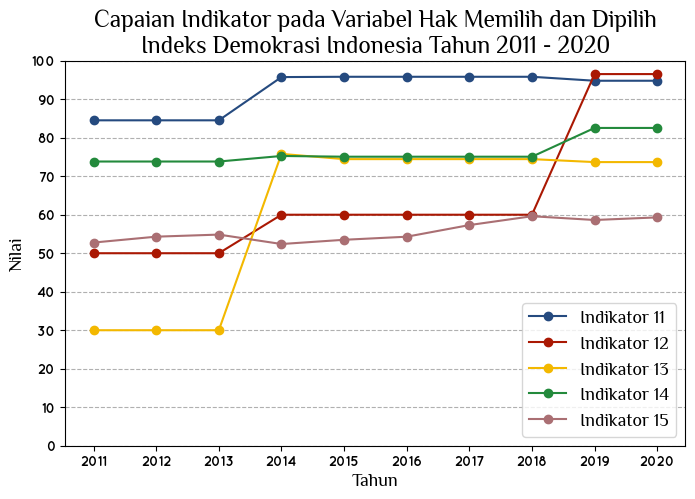 Capaian Indikator pada Variabel Hak Memilih dan Dipilih
Indeks Demokrasi Indonesia Tahun 2011 - 2020
100
90
80
70
60
50
40
30
20
10
0
Nilai
Indikator 11
Indikator 12
Indikator 13
Indikator 14
Indikator 15
2011 2012 2013 2014 2015 2016 2017 2018 2019 2020
Tahun